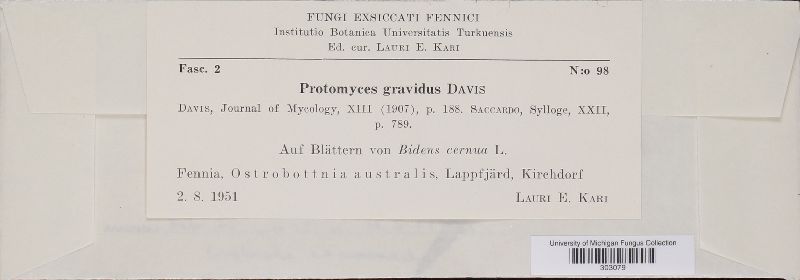 FUNGI EXSICCATI FENNICI
Institutio Botanica Universitatis Turkuensis
Ed. cur. LAURI E. KARI
Fasc. 2 N:o 98
Protomyces gravidus DAVIS
DAVIS, Journal of Mycology, XIII (1907), p. 188. SACCARDO, Sylloge, XXII,
p. 789.
Auf Blättern von Bidens cernua L.
Fennia, Ostrobottnia australis, Lappfjärd, Kirchdorf
2. 8. 1951 LAURI E. KARI
University of Michigan Fungus Collection
303079